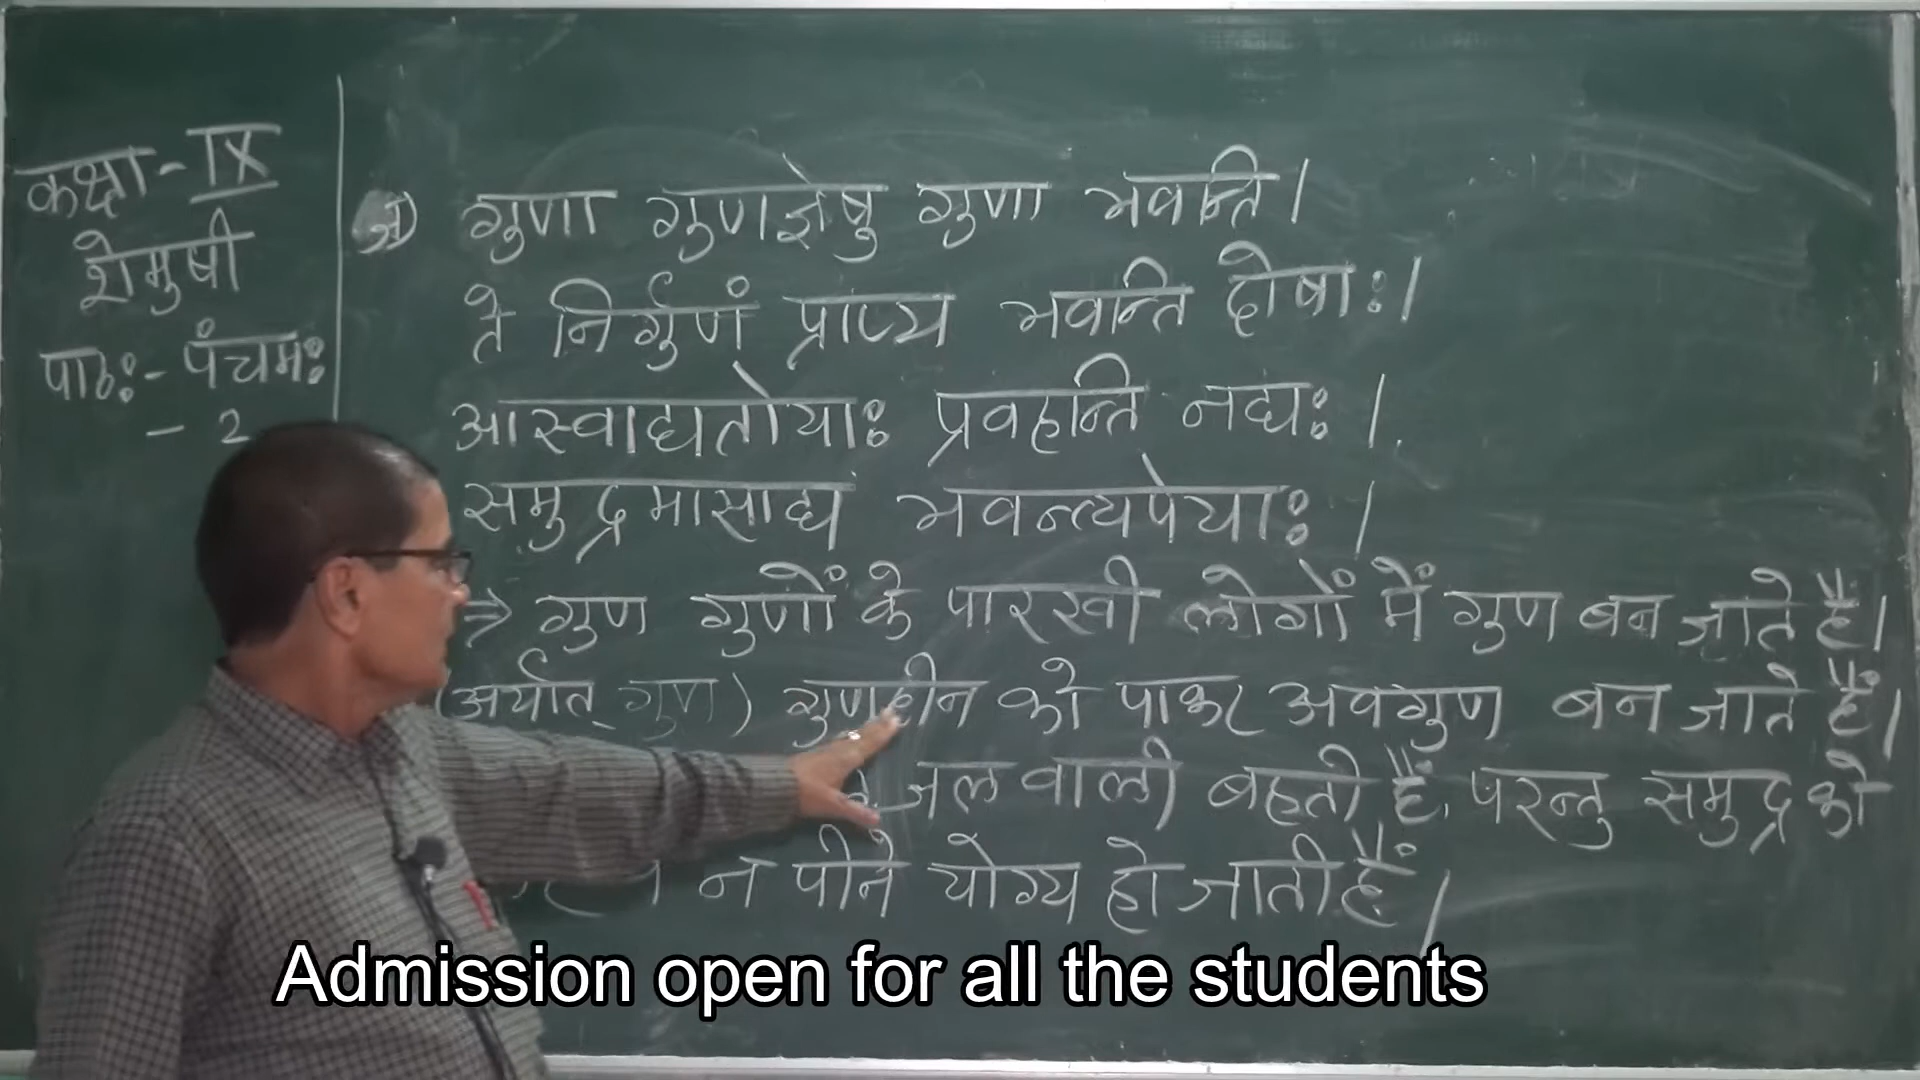 कक्षा - IX
शेमुषी
पाठः - पंचमः
- 2
गुणा गुणज्ञेषु गुणा भवन्ति।
ते निर्गुणं प्राप्य भवन्ति दोषाः।
आस्वाद्यतोयाः प्रवहन्ति नद्यः।
समुद्रमासाद्य भवन्त्यपेयाः।
→ गुण गुणों के पारखी लोगों में गुण बन जाते हैं।
(अर्थात् गुण) गुणहीन को पाकर अवगुण बन जाते हैं।
जल वाली बहती हैं, परन्तु समुद्र को
न पीने योग्य हो जाती हैं।
Admission open for all the students